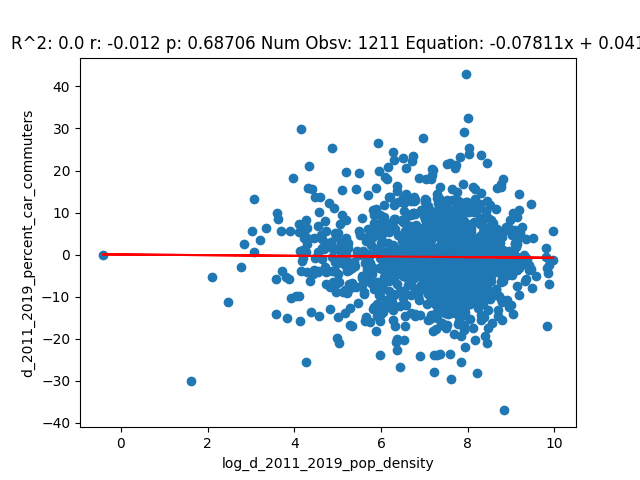 R^2: 0.0 r: -0.012 p: 0.68706 Num Obsv: 1211 Equation: -0.07811x + 0.041
d_2011_2019_percent_car_commuters
40
30
20
10
0
−10
−20
−30
−40
0 2 4 6 8 10
log_d_2011_2019_pop_density